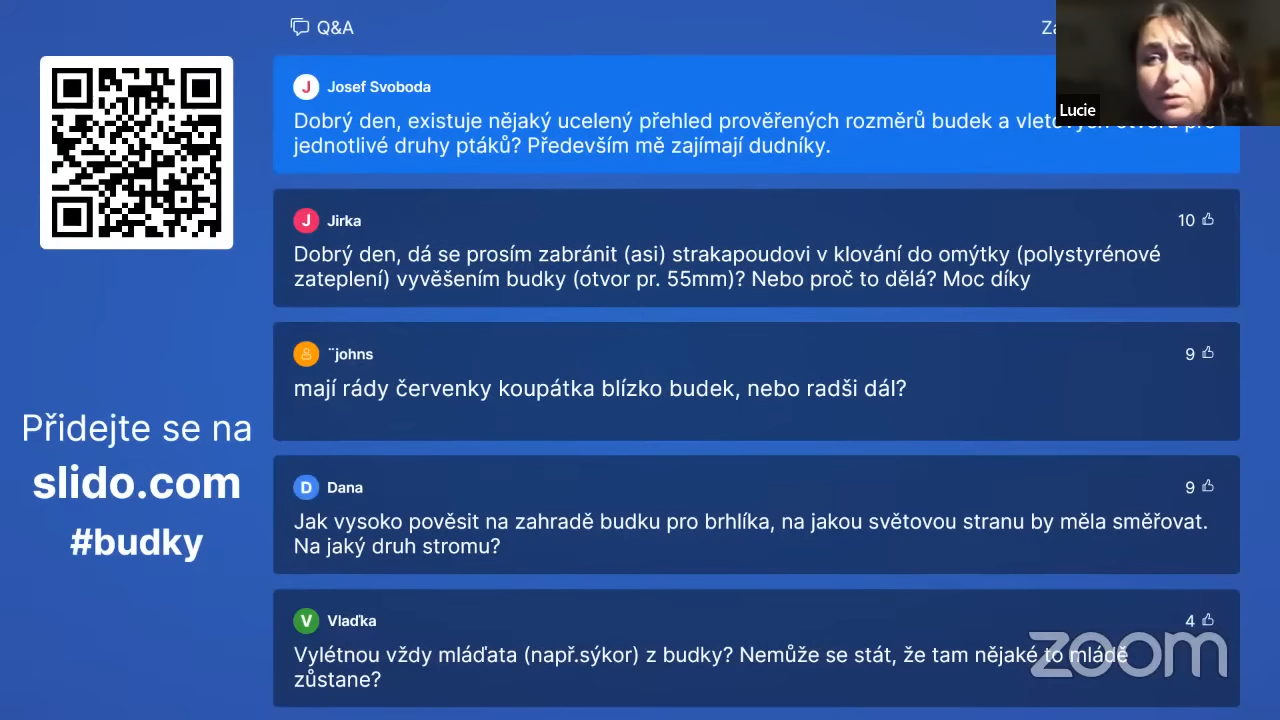 Q&A
J Josef Svoboda
Dobrý den, existuje nějaký ucelený přehled prověřených rozměrů budek a
jednotlivé druhy ptáků? Především mě zajímají dudníky.
Lucie
J Jirka
10
Dobrý den, dá se prosím zabránit (asi) strakapoudovi v klování do omýtky (polystyrénové
zateplení) vyvěšením budky (otvor pr. 55mm)? Nebo proč to dělá? Moc díky
¨johns
9
mají rády červenky koupátka blízko budek, nebo radši dál?
D Dana
9
Jak vysoko pověsit na zahradě budku pro brhlíka, na jakou světovou stranu by měla směřovat.
Na jaký druh stromu?
V Vlaďka
4
Vylétnou vždy mláďata (např.sýkor) z budky? Nemůže se stát, že tam nějaké to mládě
zůstane?
Přidejte se na
slido.com
#budky
zoom